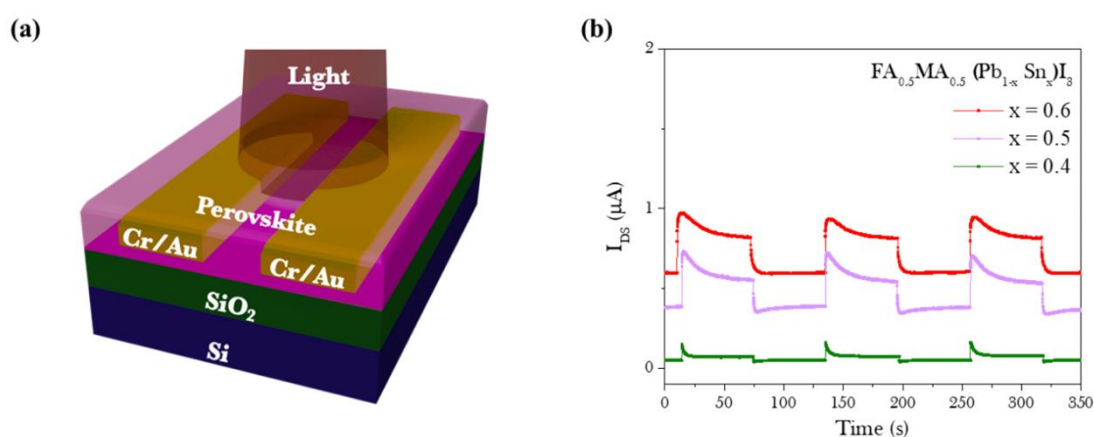 (a)
Light
Perovskite
Cr/Au
Cr/Au
SiO₂
Si
(b)
2
1
0
I_DS (μA)
FA₀.₅MA₀.₅ (Pb₁₋ₓ Snₓ)I₃
x = 0.6
x = 0.5
x = 0.4
0 50 100 150 200 250 300 350
Time (s)